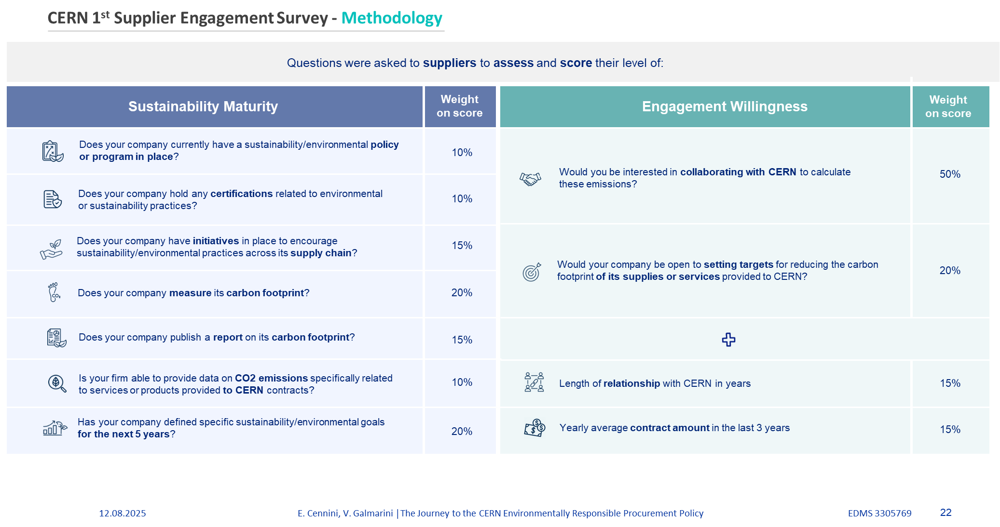 CERN 1st Supplier Engagement Survey - Methodology
Questions were asked to suppliers to assess and score their level of:
Sustainability Maturity
Weight
on score
Does your company currently have a sustainability/environmental policy
or program in place?
10%
Does your company hold any certifications related to environmental
or sustainability practices?
10%
Does your company have initiatives in place to encourage
sustainability/environmental practices across its supply chain?
15%
Does your company measure its carbon footprint?
20%
Does your company publish a report on its carbon footprint?
15%
Is your firm able to provide data on CO2 emissions specifically related
to services or products provided to CERN contracts?
10%
Has your company defined specific sustainability/environmental goals
for the next 5 years?
20%
Engagement Willingness
Weight
on score
Would you be interested in collaborating with CERN to calculate
these emissions?
50%
Would your company be open to setting targets for reducing the carbon
footprint of its supplies or services provided to CERN?
20%
Length of relationship with CERN in years
15%
Yearly average contract amount in the last 3 years
15%
12.08.2025
E. Cennini, V. Galmarini | The Journey to the CERN Environmentally Responsible Procurement Policy
EDMS 3305769
22